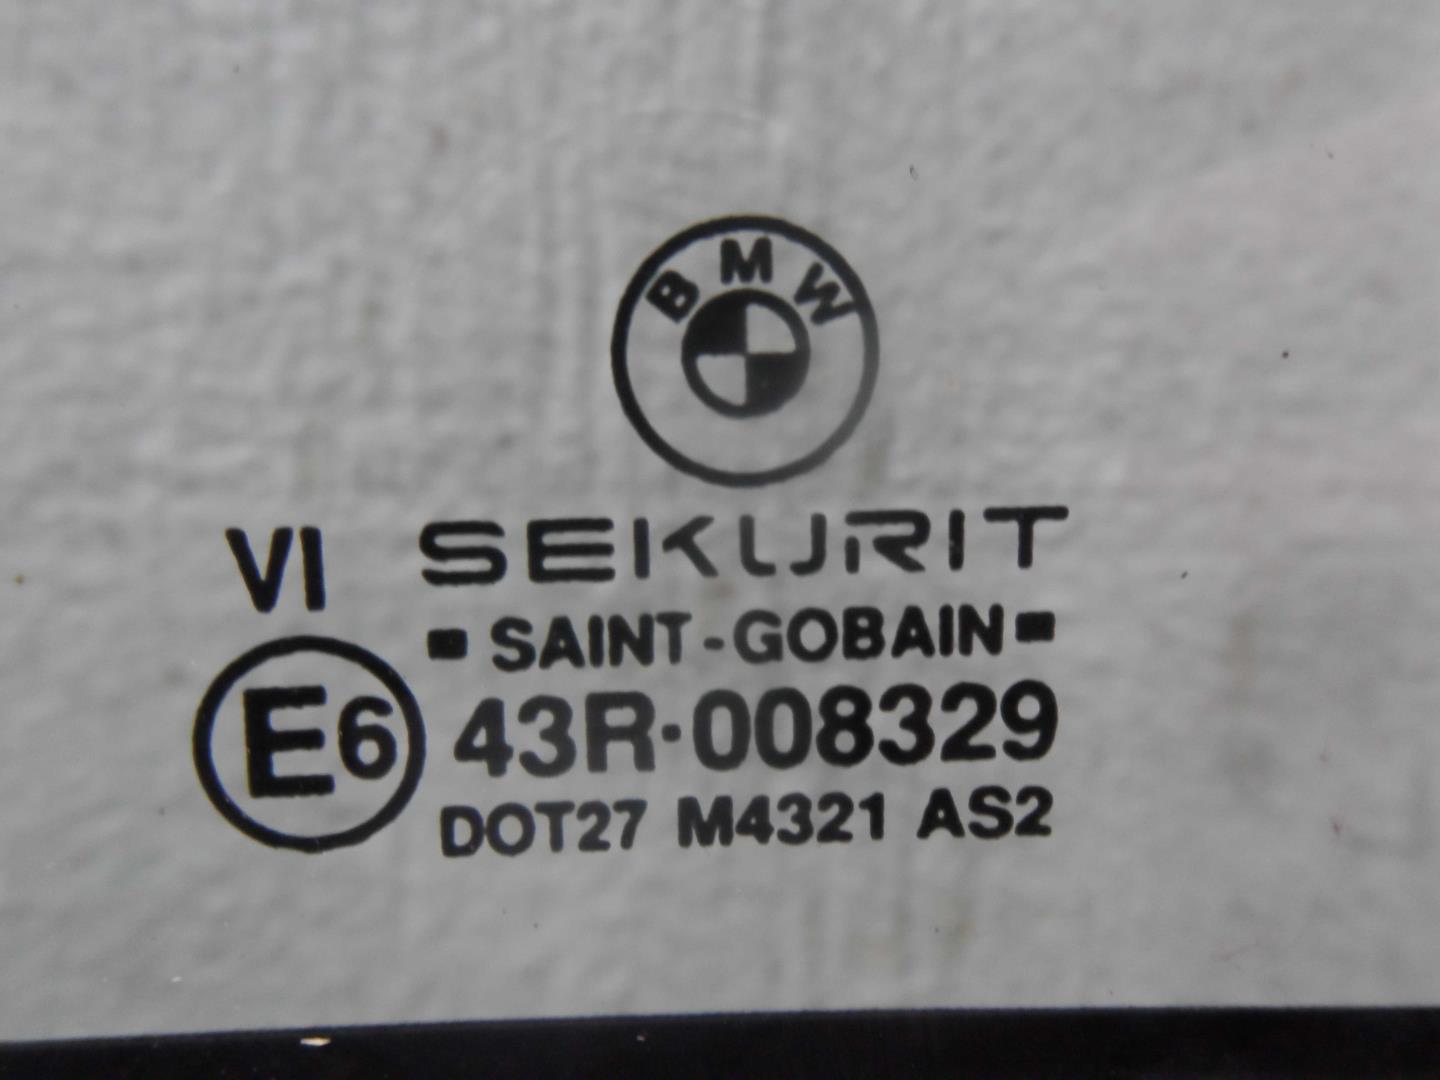 BMW
VI SEKURIT
SAINT-GOBAIN
E6 43R·008329
DOT27 M4321 AS2